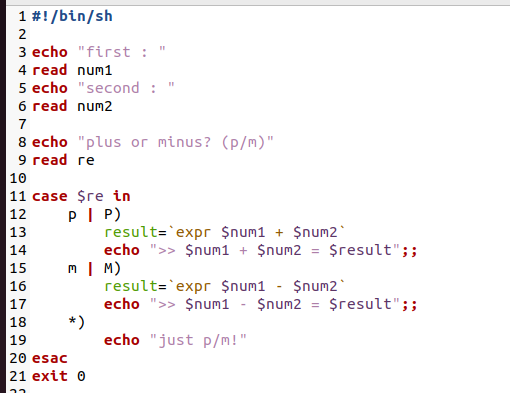 1 #!/bin/sh
2
3 echo "first : "
4 read num1
5 echo "second : "
6 read num2
7
8 echo "plus or minus? (p/m)"
9 read re
10
11 case $re in
12     p | P)
13         result=`expr $num1 + $num2`
14         echo ">> $num1 + $num2 = $result";;
15     m | M)
16         result=`expr $num1 - $num2`
17         echo ">> $num1 - $num2 = $result";;
18     *)
19         echo "just p/m!"
20 esac
21 exit 0